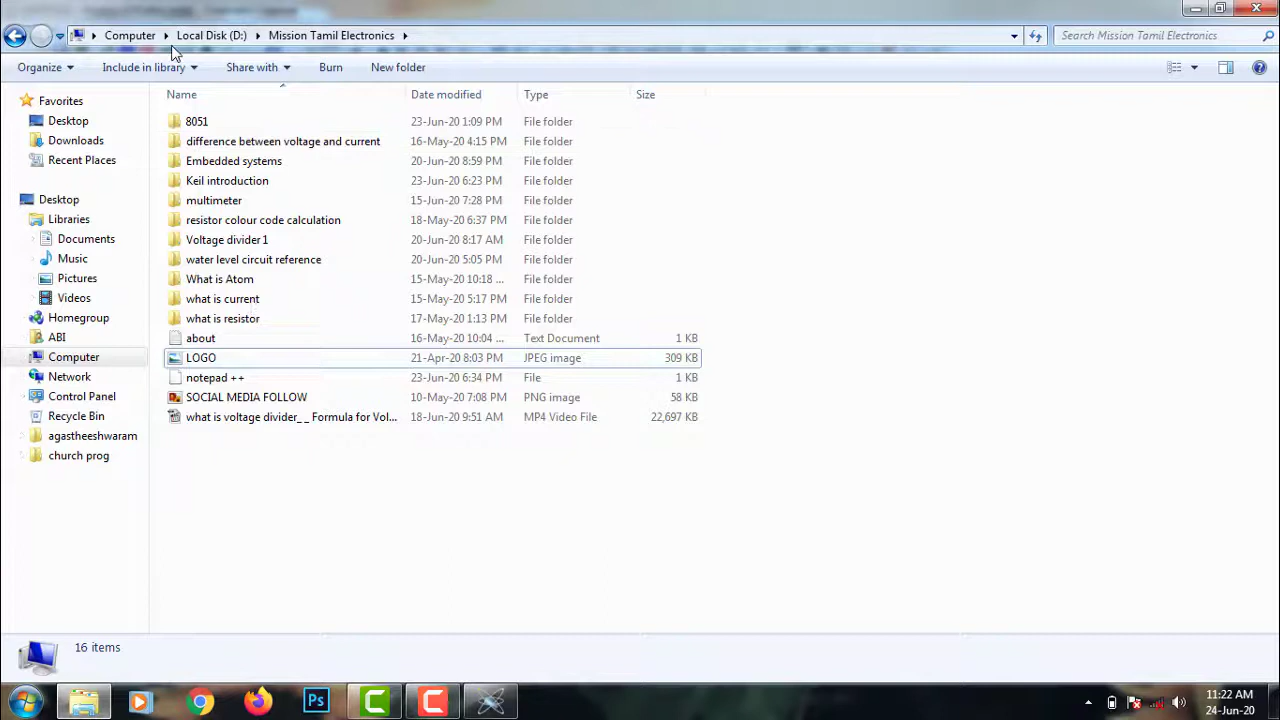 Computer Local Disk (D:) Mission Tamil Electronics Search Mission Tamil Electronics
Organize Include in library Share with Burn New folder
Name Date modified Type Size
Favorites
Desktop
Downloads
Recent Places
Desktop
Libraries
Documents
Music
Pictures
Videos
Homegroup
ABI
Computer
Network
Control Panel
Recycle Bin
agastheeshwaram
church prog
8051 23-Jun-20 1:09 PM File folder
difference between voltage and current 16-May-20 4:15 PM File folder
Embedded systems 20-Jun-20 8:59 PM File folder
Keil introduction 23-Jun-20 6:23 PM File folder
multimeter 15-Jun-20 7:28 PM File folder
resistor colour code calculation 18-May-20 6:37 PM File folder
Voltage divider 1 20-Jun-20 8:17 AM File folder
water level circuit reference 20-Jun-20 5:05 PM File folder
What is Atom 15-May-20 10:18 ... File folder
what is current 15-May-20 5:17 PM File folder
what is resistor 17-May-20 1:13 PM File folder
about 16-May-20 10:04 ... Text Document 1 KB
LOGO 21-Apr-20 8:03 PM JPEG image 309 KB
notepad ++ 23-Jun-20 6:34 PM File 1 KB
SOCIAL MEDIA FOLLOW 10-May-20 7:08 PM PNG image 58 KB
what is voltage divider_ _ Formula for Vol... 18-Jun-20 9:51 AM MP4 Video File 22,697 KB
16 items
Ps
11:22 AM
24-Jun-20